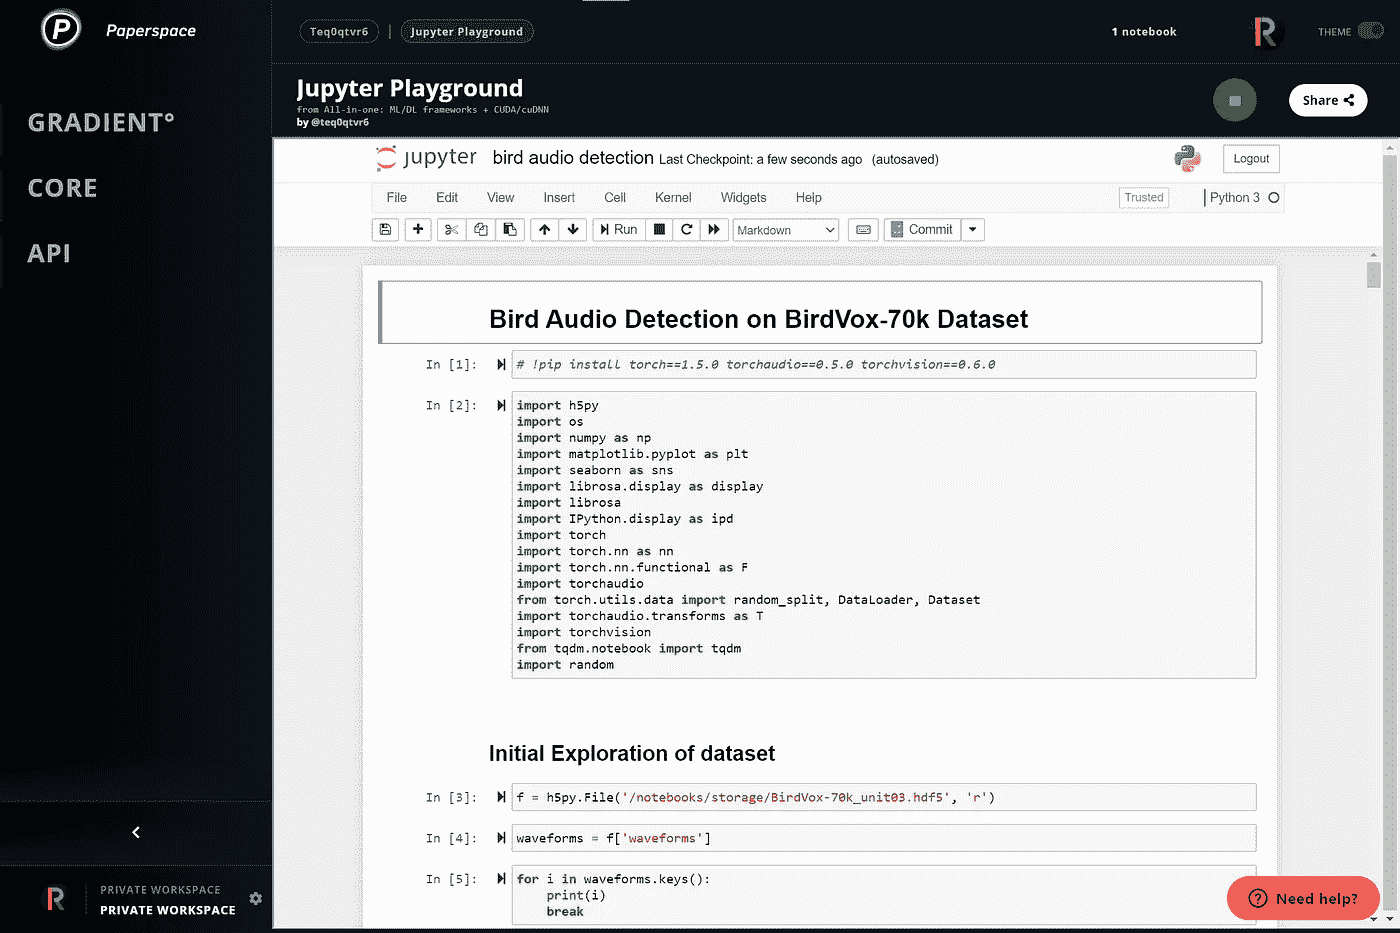 Paperspace
Teq0qtvr6 | Jupyter Playground
1 notebook
THEME
GRADIENT°
CORE
API
Jupyter Playground
from All-in-one: ML/DL frameworks + CUDA/cuDNN
by @teq0qtvr6
Share
jupyter bird audio detection Last Checkpoint: a few seconds ago (autosaved)
Logout
File Edit View Insert Cell Kernel Widgets Help
Trusted
Python 3
Run
Markdown
Commit
Bird Audio Detection on BirdVox-70k Dataset
In [1]: # !pip install torch==1.5.0 torchaudio==0.5.0 torchvision==0.6.0
In [2]: import h5py
import os
import numpy as np
import matplotlib.pyplot as plt
import seaborn as sns
import librosa.display as display
import librosa
import IPython.display as ipd
import torch
import torch.nn as nn
import torch.nn.functional as F
import torchaudio
from torch.utils.data import random_split, DataLoader, Dataset
import torchaudio.transforms as T
import torchvision
from tqdm.notebook import tqdm
import random
Initial Exploration of dataset
In [3]: f = h5py.File('/notebooks/storage/BirdVox-70k_unit03.hdf5', 'r')
In [4]: waveforms = f['waveforms']
In [5]: for i in waveforms.keys():
print(i)
break
PRIVATE WORKSPACE
PRIVATE WORKSPACE
Need help?